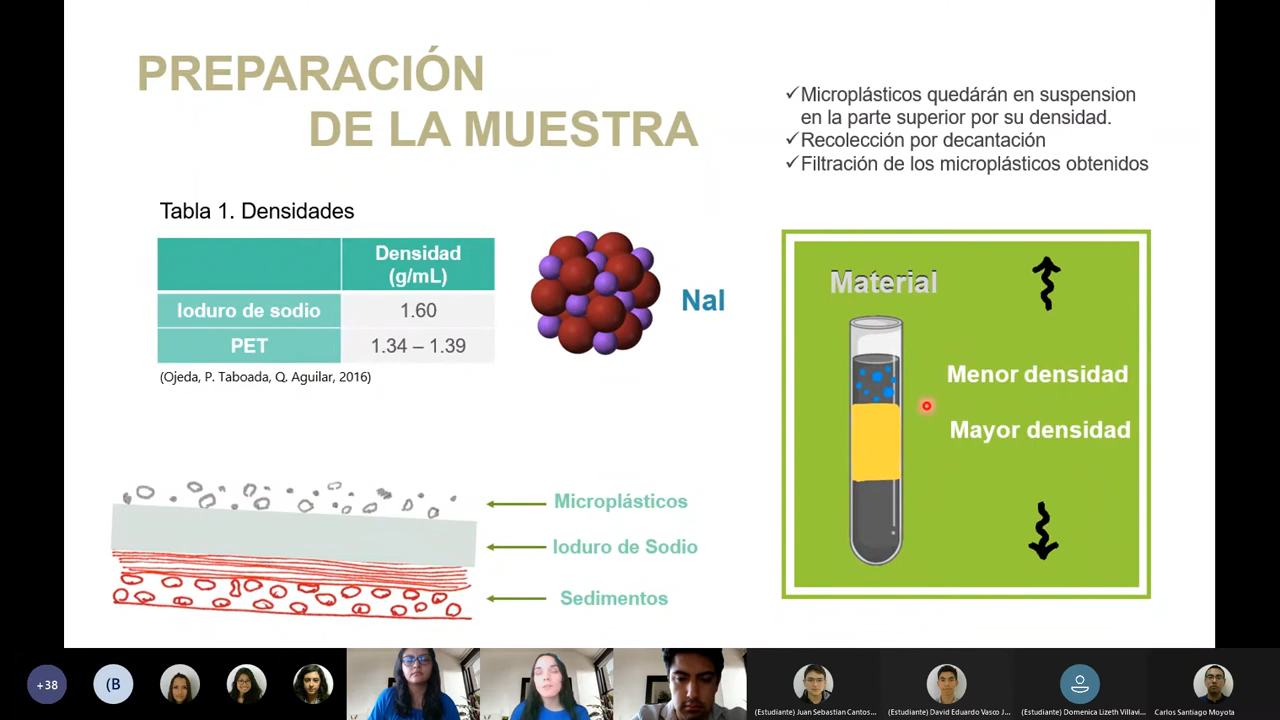 PREPARACIÓN
DE LA MUESTRA
✓Microplásticos quedárán en suspension
en la parte superior por su densidad.
✓Recolección por decantación
✓Filtración de los microplásticos obtenidos
Tabla 1. Densidades
Densidad
(g/mL)
Ioduro de sodio 1.60
PET 1.34 – 1.39
(Ojeda, P. Taboada, Q. Aguilar, 2016)
NaI
Material
Menor densidad
Mayor densidad
Microplásticos
Ioduro de Sodio
Sedimentos
+38
(B
(Estudiante) Juan Sebastian Cantos...
(Estudiante) David Eduardo Vasco J...
(Estudiante) Domenica Lizeth Villavi...
Carlos Santiago Moyota